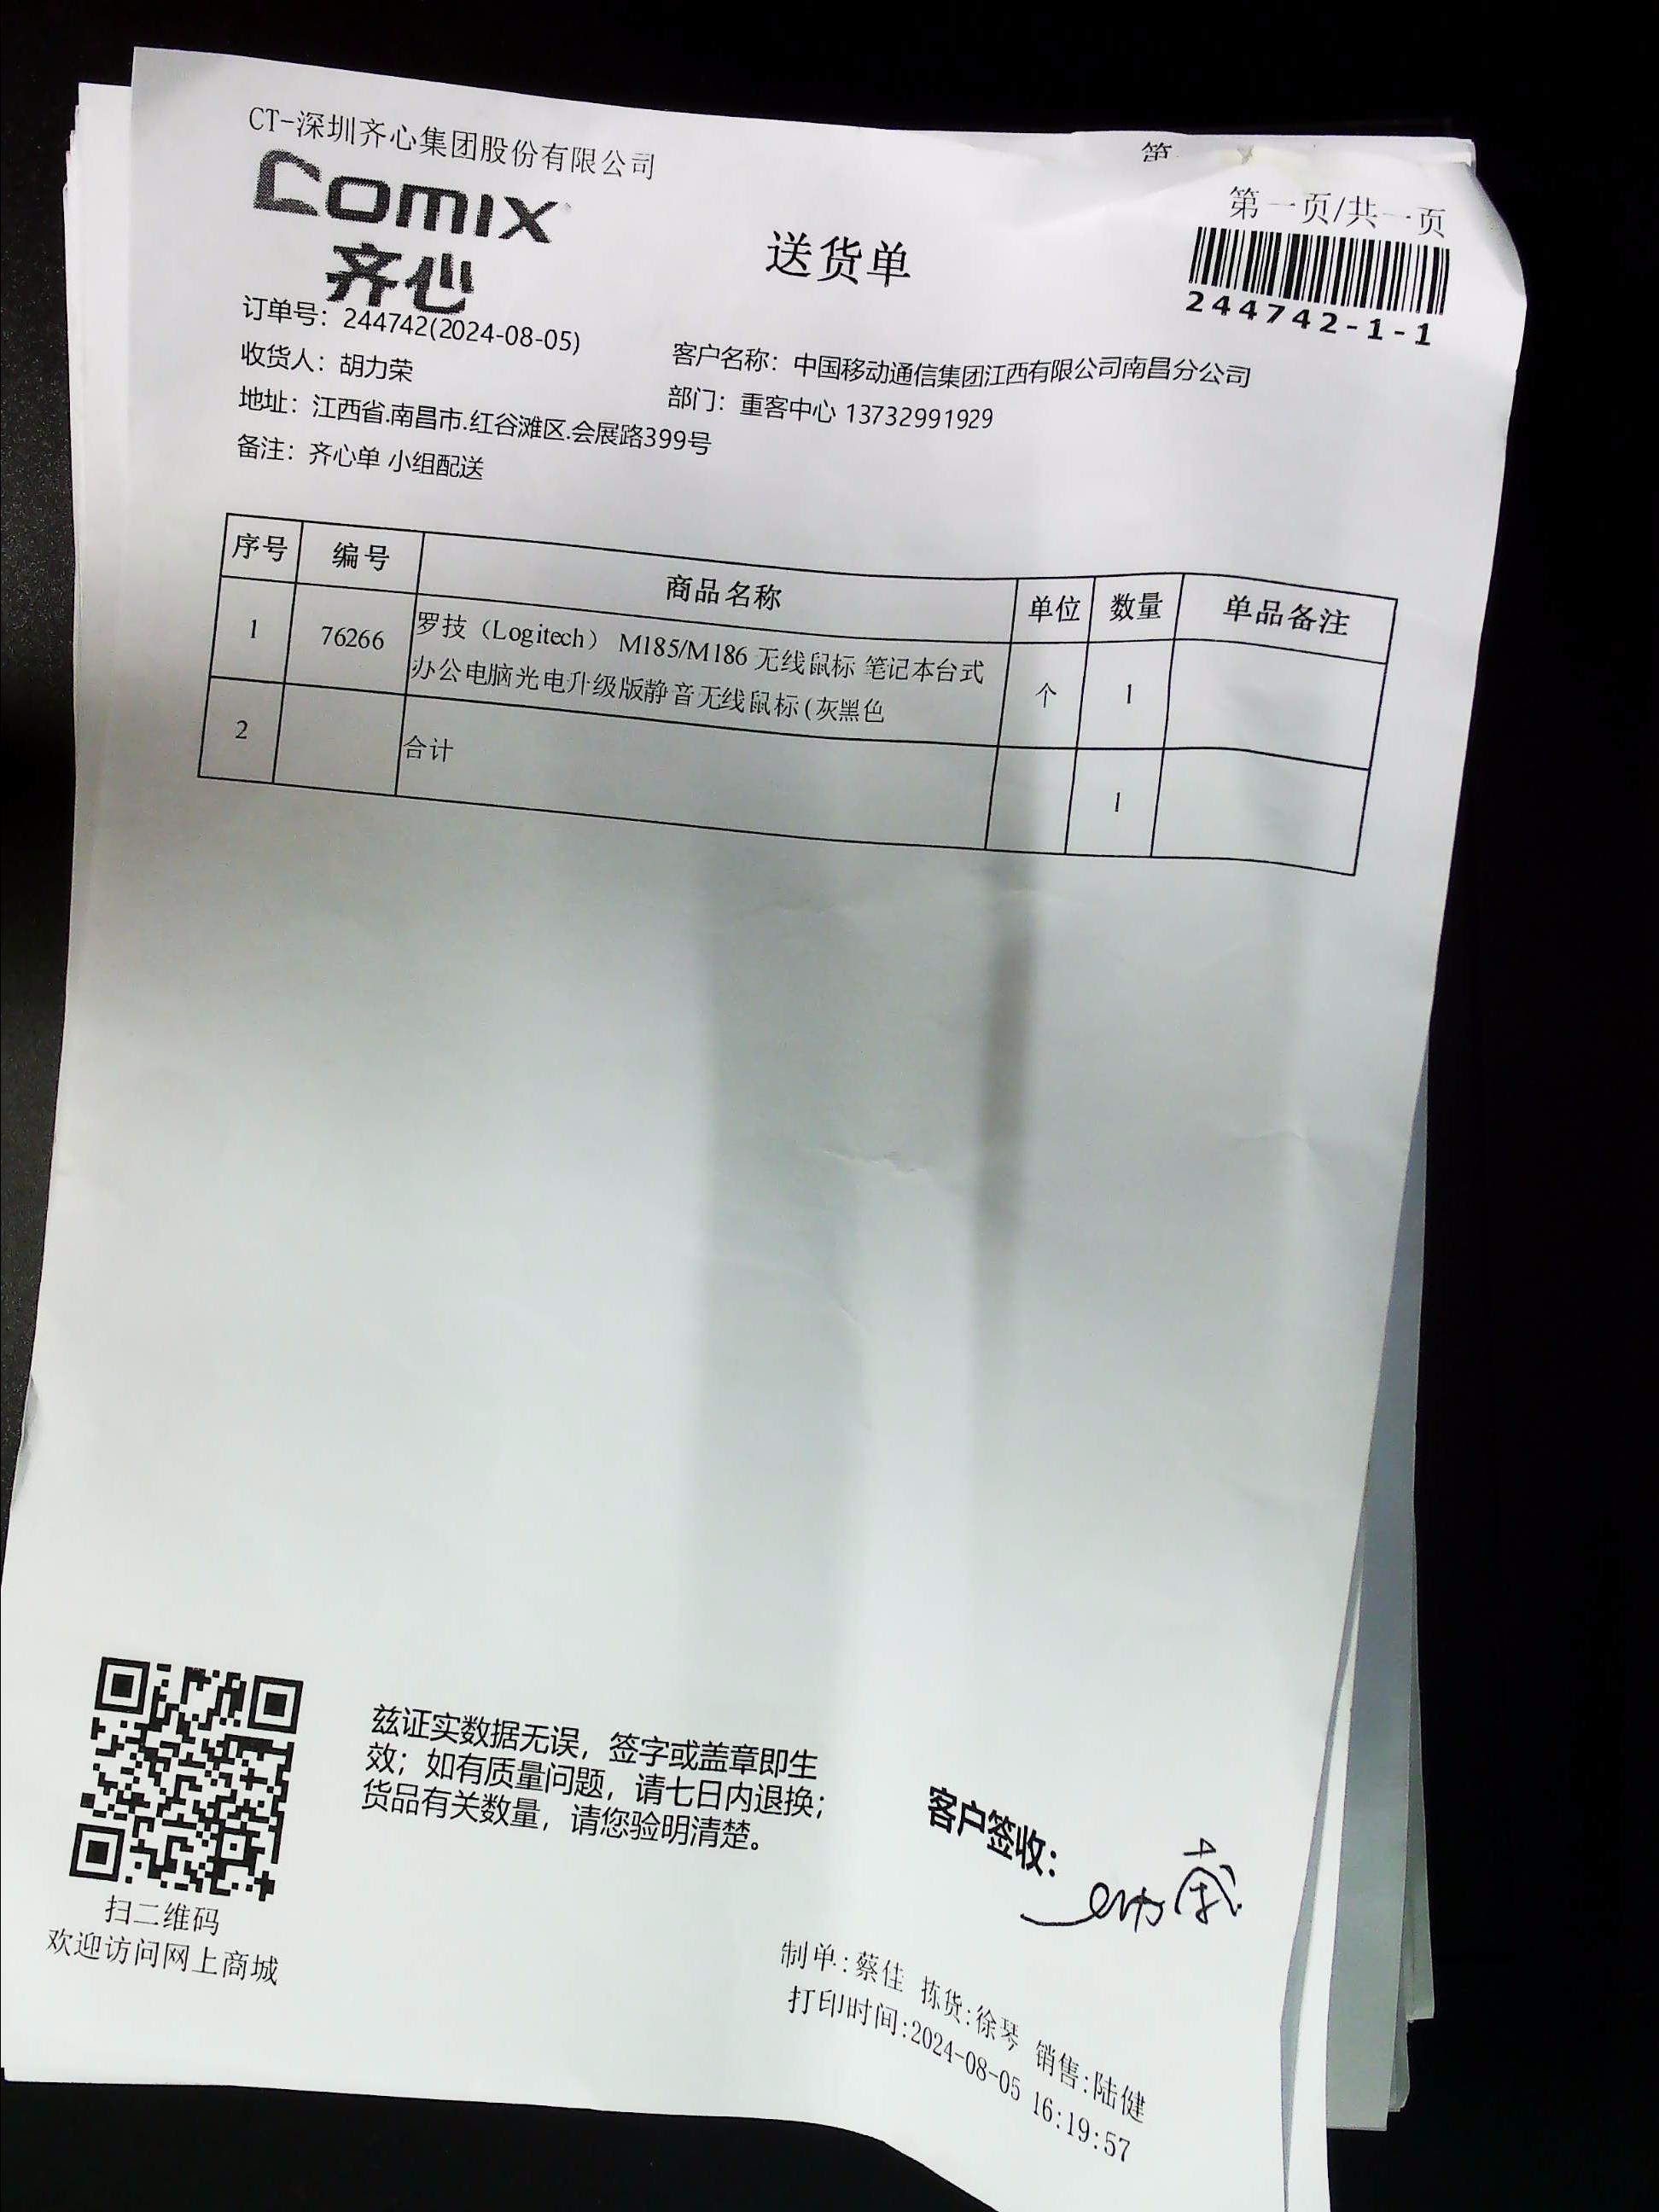 CT-深圳齐心集团股份有限公司
comix
齐心
送货单
第
第一页/共一页
244742-1-1
订单号：244742(2024-08-05)
收货人：胡力荣
客户名称：中国移动通信集团江西有限公司南昌分公司
地址：江西省.南昌市.红谷滩区.会展路399号
部门：重客中心 13732991929
备注：齐心单 小组配送
序号 编号 商品名称 单位 数量 单品备注
1 76266 罗技（Logitech） M185/M186 无线鼠标 笔记本台式
办公电脑光电升级版静音无线鼠标(灰黑色 个 1
2 合计 1
兹证实数据无误，签字或盖章即生
效；如有质量问题，请七日内退换；
货品有关数量，请您验明清楚。
客户签收：
扫二维码
欢迎访问网上商城
制单:蔡佳 拣货:徐琴 销售:陆健
打印时间:2024-08-05 16:19:57